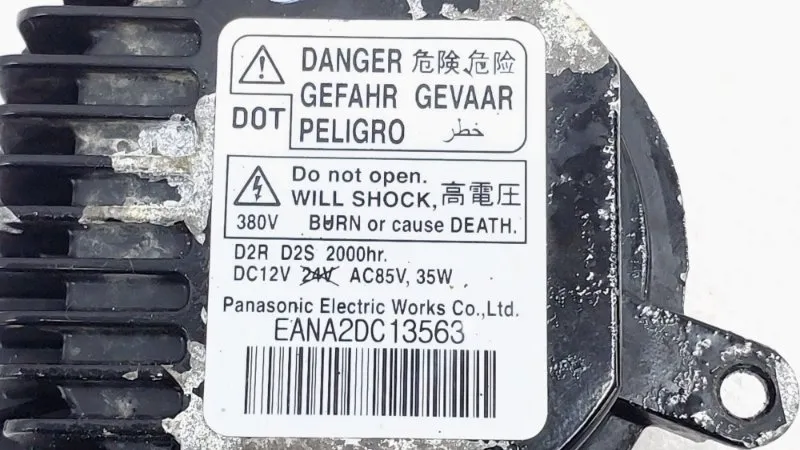 DANGER 危険, 危险
GEFAHR GEVAAR
DOT PELIGRO خطر
Do not open.
WILL SHOCK, 高電圧
380V BURN or cause DEATH.
D2R D2S 2000hr.
DC12V 24V AC85V, 35W
Panasonic Electric Works Co.,Ltd.
EANA2DC13563